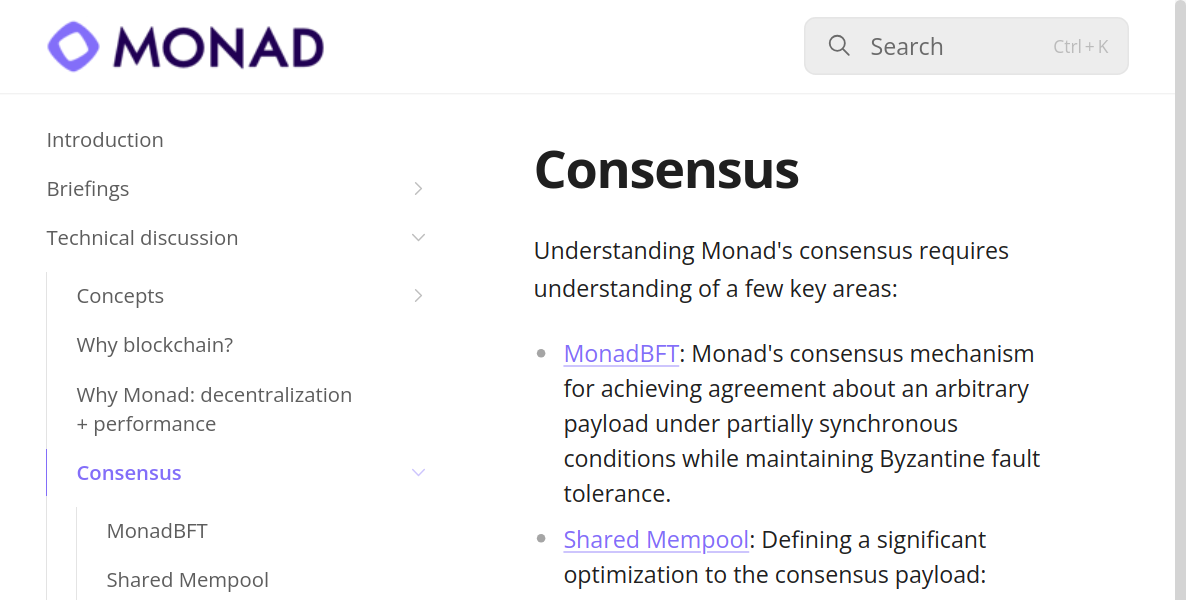 MONAD
Search
Ctrl + K
Introduction
Briefings
Technical discussion
Concepts
Why blockchain?
Why Monad: decentralization
+ performance
Consensus
MonadBFT
Shared Mempool
Consensus
Understanding Monad's consensus requires
understanding of a few key areas:
MonadBFT: Monad's consensus mechanism
for achieving agreement about an arbitrary
payload under partially synchronous
conditions while maintaining Byzantine fault
tolerance.
Shared Mempool: Defining a significant
optimization to the consensus payload: